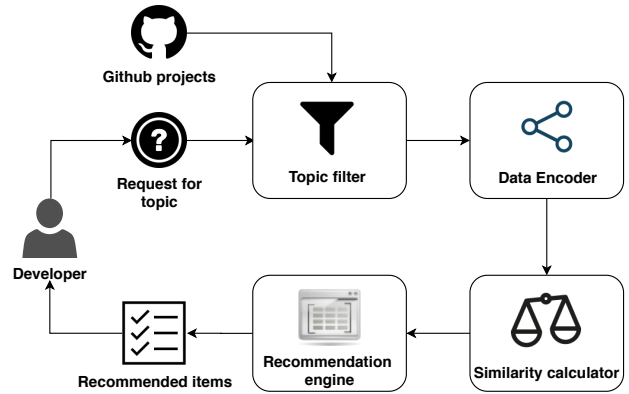 Github projects
?
Request for
topic
Topic filter
Data Encoder
Developer
Recommended items
Recommendation
engine
Similarity calculator